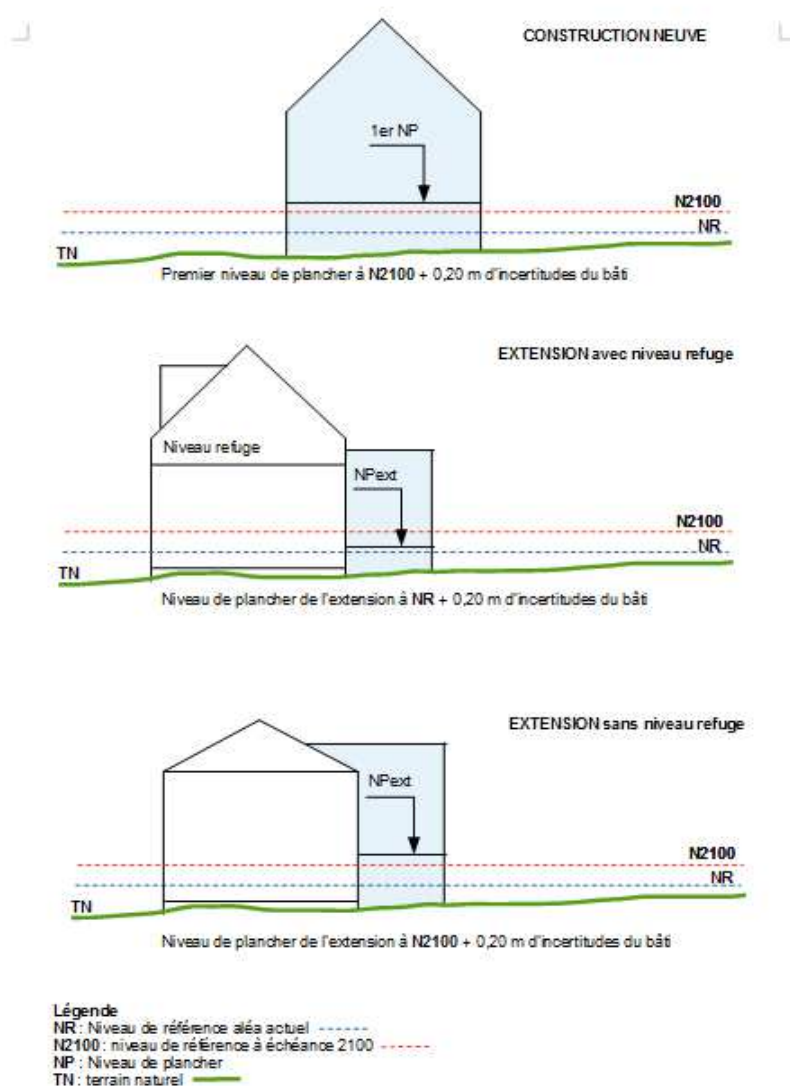 CONSTRUCTION NEUVE
1er NP
N2100
NR
TN
Premier niveau de plancher à N2100 + 0,20 m d'incertitudes du bâti
EXTENSION avec niveau refuge
Niveau refuge
NPext
N2100
NR
TN
Niveau de plancher de l'extension à NR + 0,20 m d'incertitudes du bâti
EXTENSION sans niveau refuge
NPext
N2100
NR
TN
Niveau de plancher de l'extension à N2100 + 0,20 m d'incertitudes du bâti
Légende
NR : Niveau de référence aléa actuel
N2100 : niveau de référence à échéance 2100
NP : Niveau de plancher
TN : terrain naturel